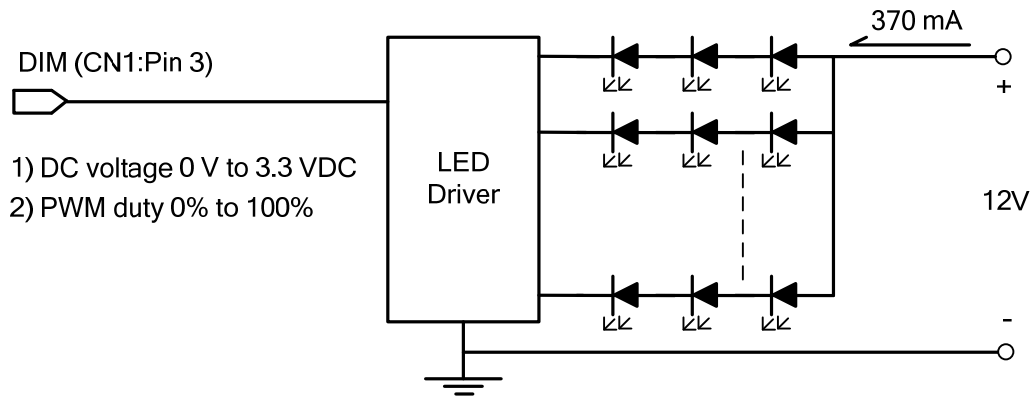 370 mA
DIM (CN1:Pin 3)
+
1) DC voltage 0 V to 3.3 VDC
2) PWM duty 0% to 100%
LED
Driver
12V
-